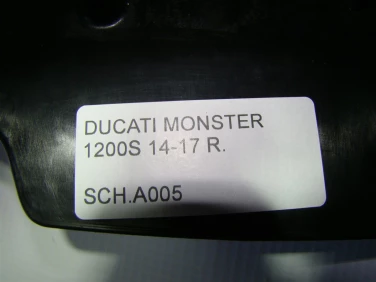 DUCATI MONSTER
1200S 14-17 R.
SCH.A005